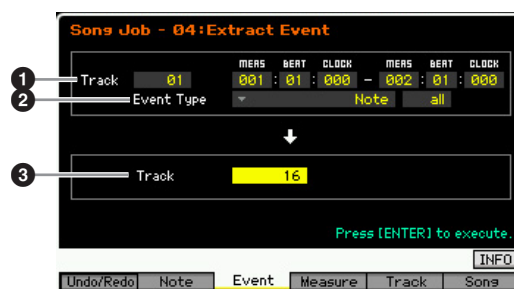 Song Job - 04:Extract Event
MEAS BEAT CLOCK MEAS BEAT CLOCK
1 Track 01 001 : 01 : 000 - 002 : 01 : 000
2 Event Type Note all
3 Track 16
Press [ENTER] to execute.
INFO
Undo/Redo Note Event Measure Track Song